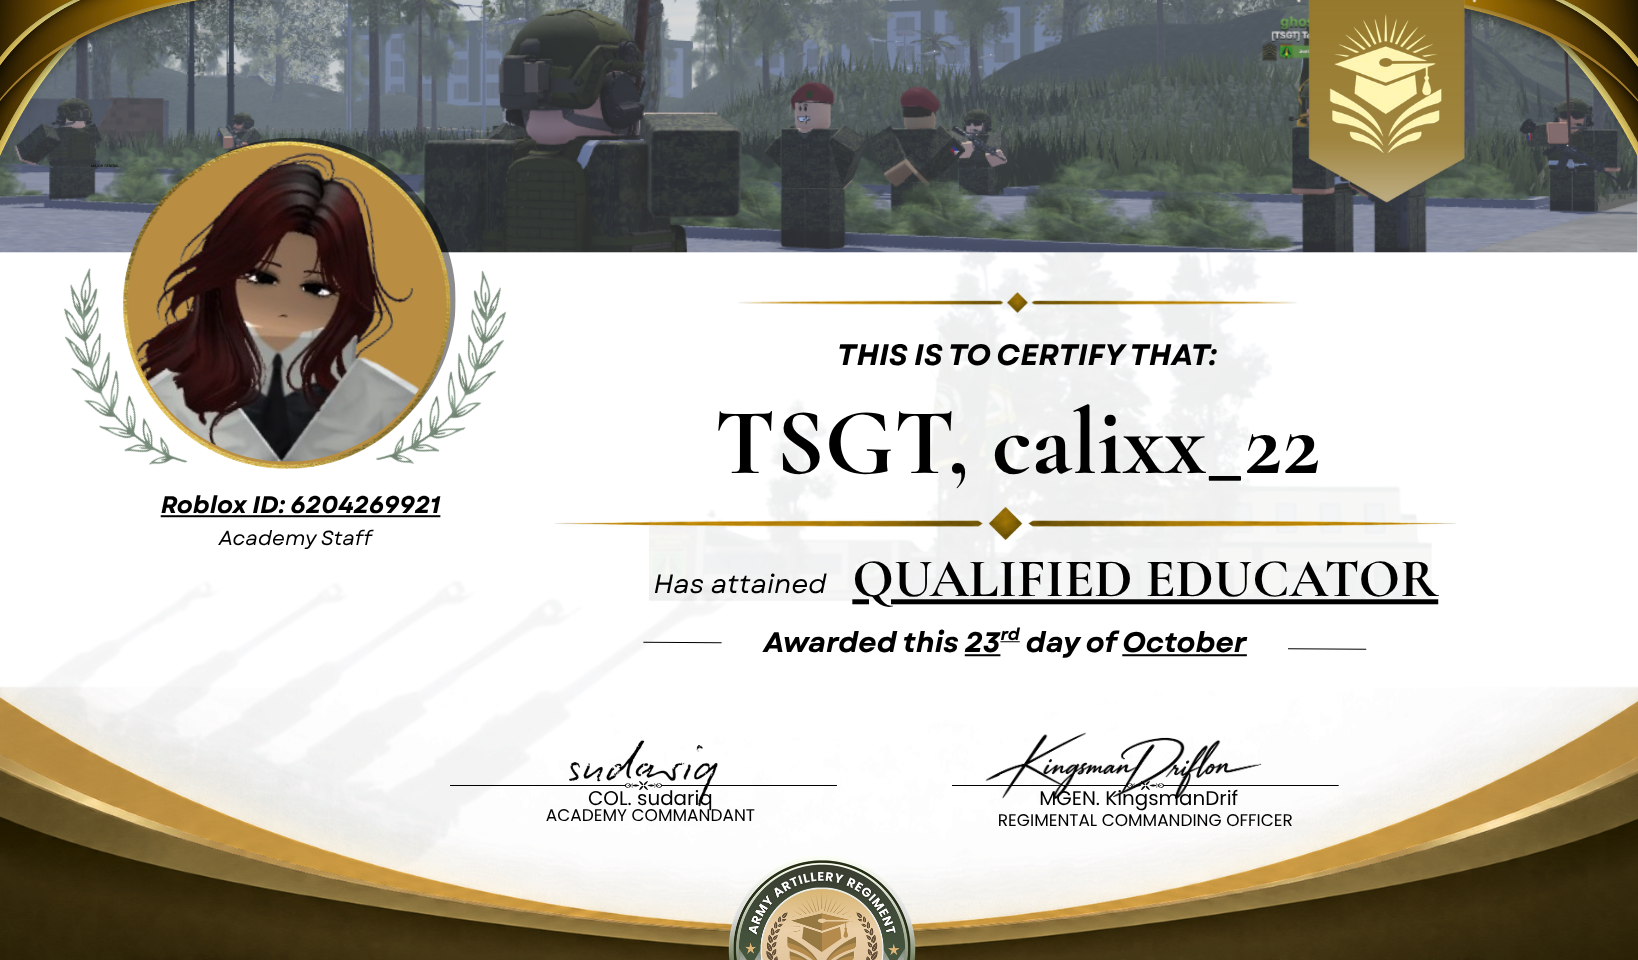 [TSGT]
THIS IS TO CERTIFY THAT:
TSGT, calixx_22
Roblox ID: 6204269921
Academy Staff
Has attained QUALIFIED EDUCATOR
Awarded this 23rd day of October
sudariq
COL. sudariq
ACADEMY COMMANDANT
KingsmanDriflon
MGEN. KingsmanDrif
REGIMENTAL COMMANDING OFFICER
ARMY ARTILLERY REGIMENT